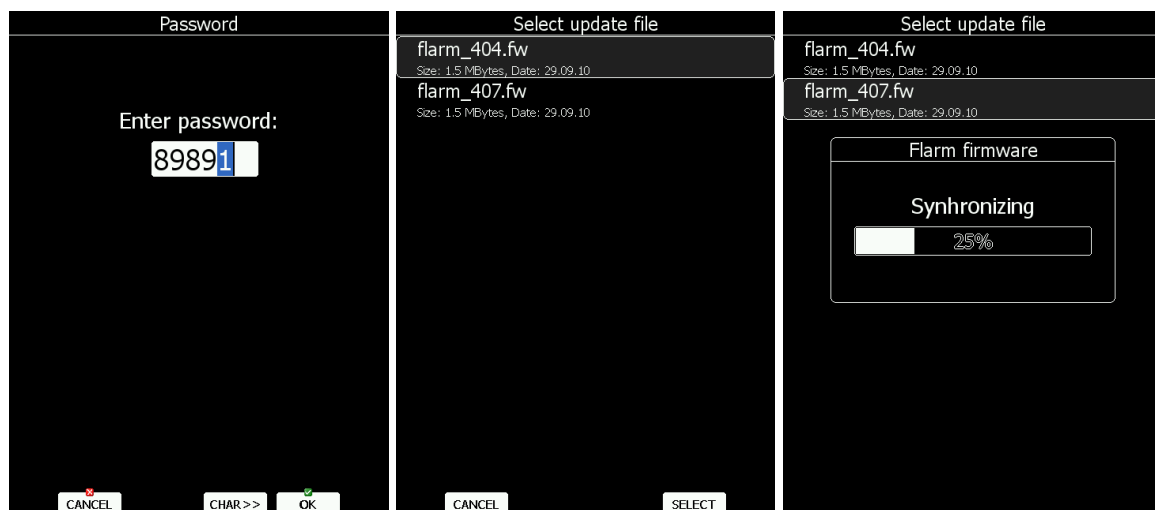 Password
Enter password:
89891
CANCEL CHAR>> OK
Select update file
flarm_404.fw
Size: 1.5 MBytes, Date: 29.09.10
flarm_407.fw
Size: 1.5 MBytes, Date: 29.09.10
CANCEL SELECT
Select update file
flarm_404.fw
Size: 1.5 MBytes, Date: 29.09.10
flarm_407.fw
Size: 1.5 MBytes, Date: 29.09.10
Flarm firmware
Synhronizing
25%